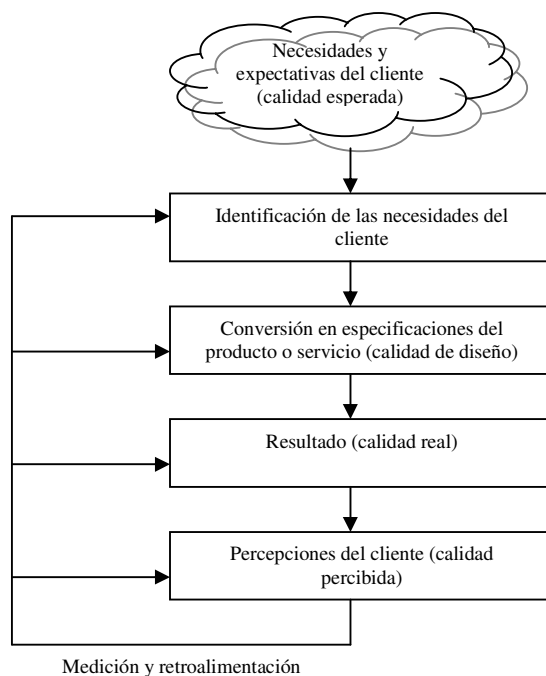 Necesidades y
expectativas del cliente
(calidad esperada)
Identificación de las necesidades del
cliente
Conversión en especificaciones del
producto o servicio (calidad de diseño)
Resultado (calidad real)
Percepciones del cliente (calidad
percibida)
Medición y retroalimentación